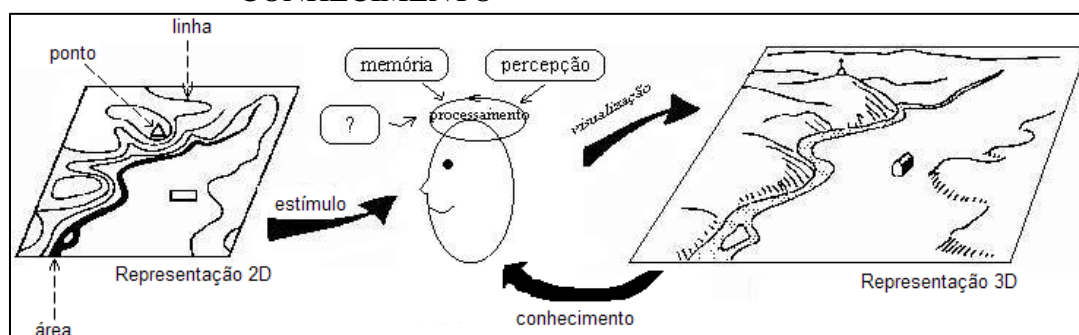 CONHECIMENTO
linha
ponto
memória
percepção
?
processamento
visualização
estímulo
Representação 2D
Representação 3D
conhecimento
área